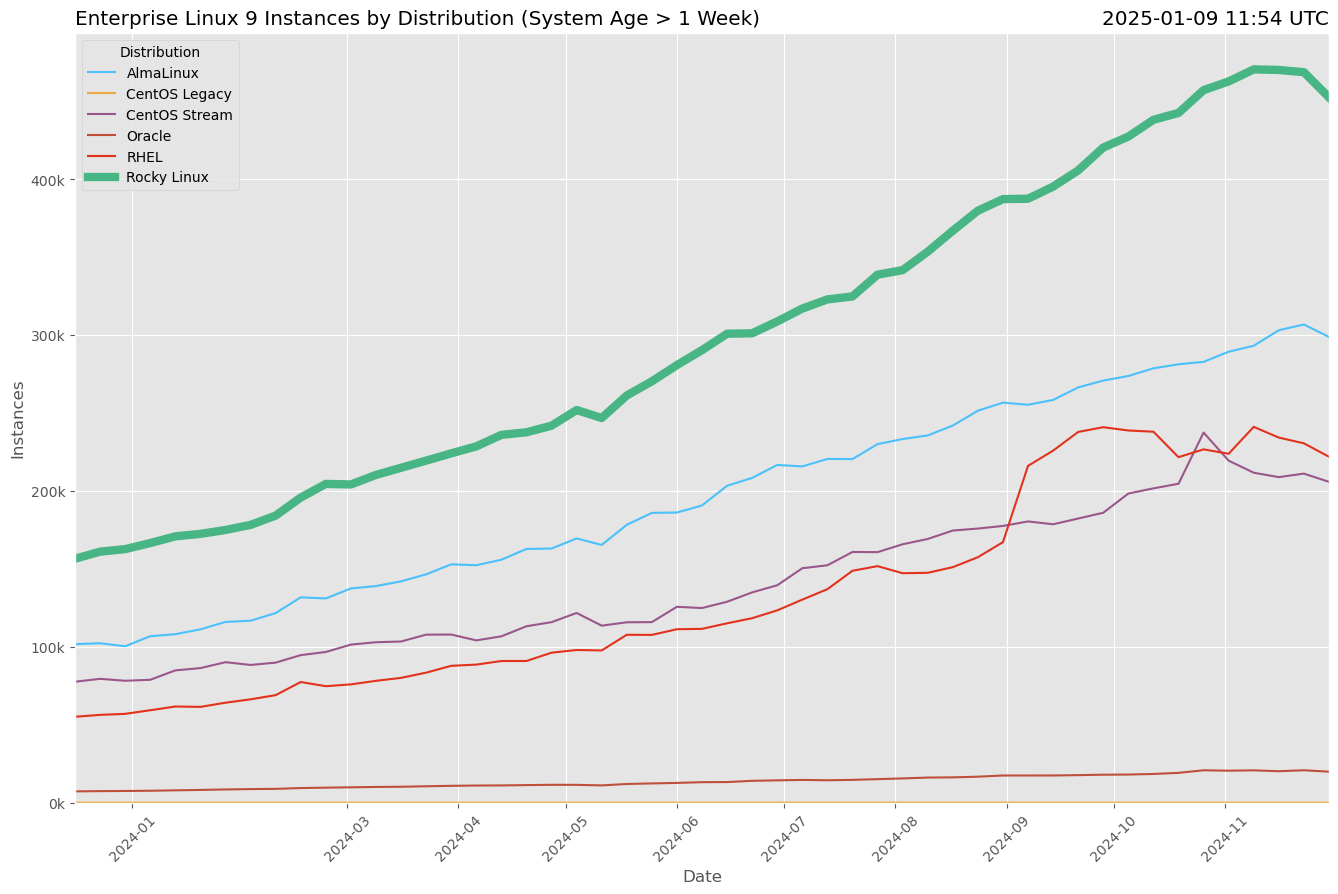 Enterprise Linux 9 Instances by Distribution (System Age > 1 Week)
2025-01-09 11:54 UTC
Distribution
AlmaLinux
CentOS Legacy
CentOS Stream
Oracle
RHEL
Rocky Linux
400k
300k
200k
100k
0k
Instances
2024-01
2024-03
2024-04
2024-05
2024-06
2024-07
2024-08
2024-09
2024-10
2024-11
Date